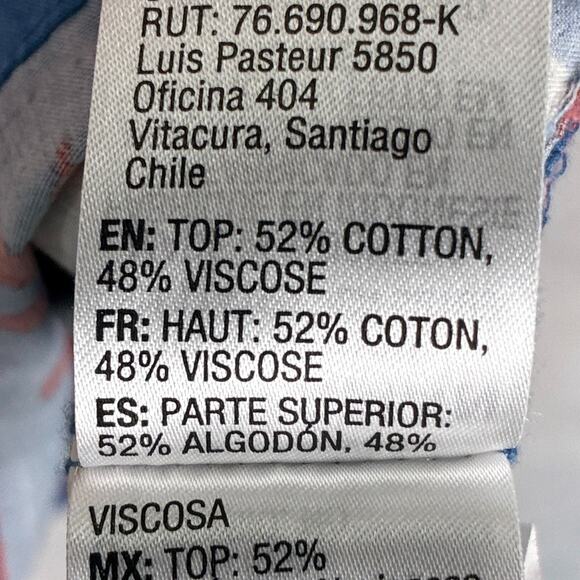 RUT: 76.690.968-K
Luis Pasteur 5850
Oficina 404
Vitacura, Santiago
Chile
EN: TOP: 52% COTTON,
48% VISCOSE
FR: HAUT: 52% COTON,
48% VISCOSE
ES: PARTE SUPERIOR:
52% ALGODÓN, 48%
VISCOSA
MX: TOP: 52%